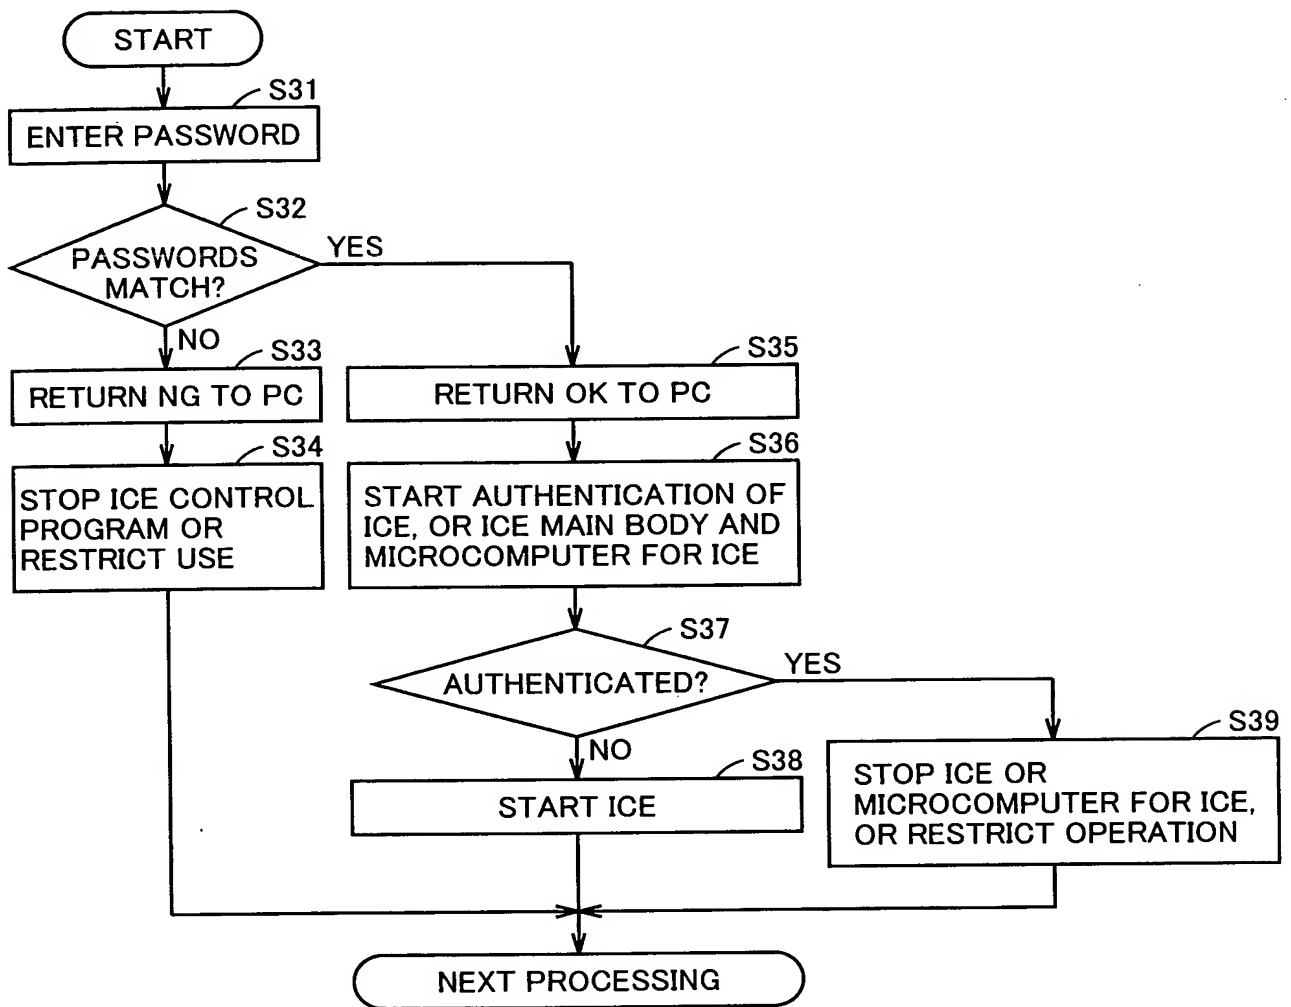 START
S31
ENTER PASSWORD
S32
PASSWORDS
MATCH?
YES
NO
S33
RETURN NG TO PC
S34
STOP ICE CONTROL
PROGRAM OR
RESTRICT USE
S35
RETURN OK TO PC
S36
START AUTHENTICATION OF
ICE, OR ICE MAIN BODY AND
MICROCOMPUTER FOR ICE
S37
AUTHENTICATED?
YES
NO
S38
START ICE
S39
STOP ICE OR
MICROCOMPUTER FOR ICE,
OR RESTRICT OPERATION
NEXT PROCESSING